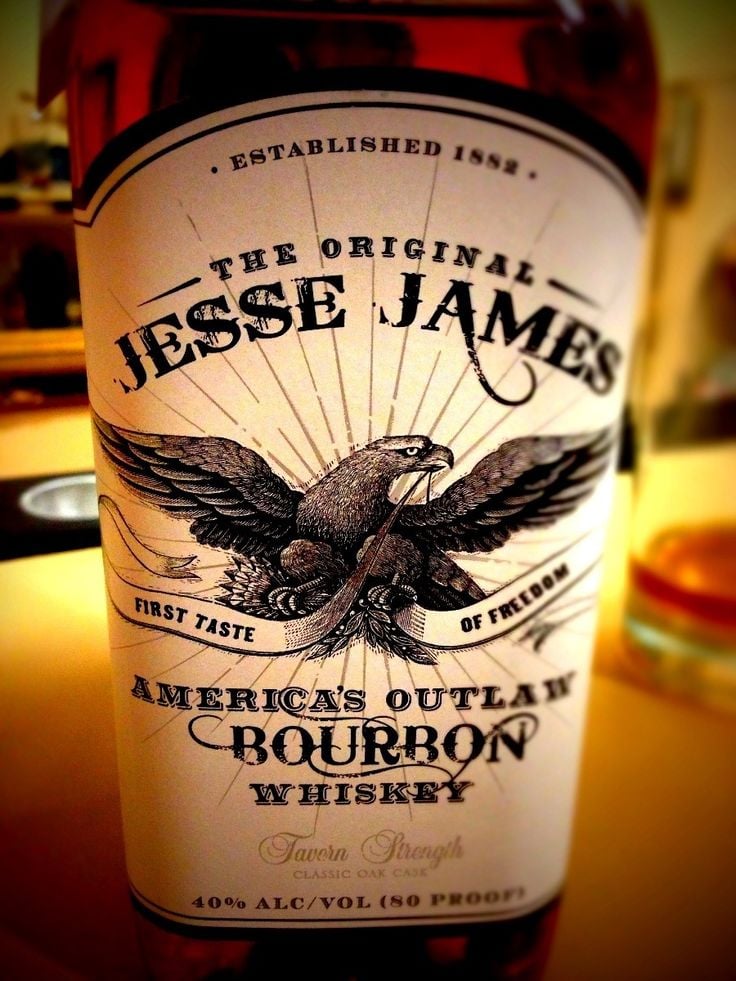 • ESTABLISHED 1882 •
THE ORIGINAL
JESSE JAMES
FIRST TASTE OF FREEDOM
AMERICA'S OUTLAW
BOURBON
WHISKEY
Tavern Strength
CLASSIC OAK CASK
40% ALC/VOL (80 PROOF)